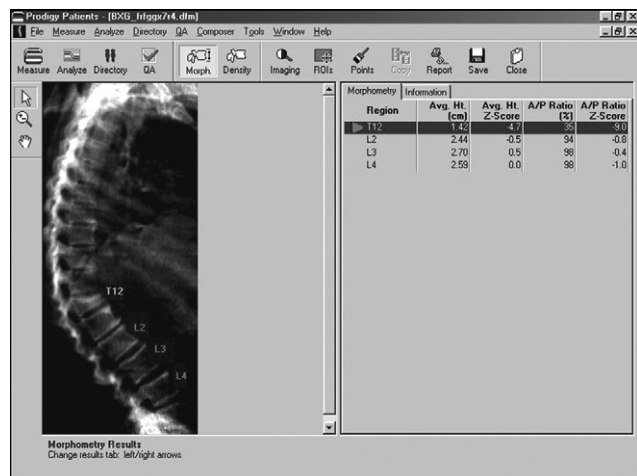 Prodigy Patients - [BXG_frfggx7r4.dfm]
File Measure Analyze Directory QA Composer Tools Window Help
Measure Analyze Directory QA Morph. Density Imaging ROIs Points Copy Report Save Close
Morphometry Information
Region Avg. Ht. (cm) Avg. Ht. Z-Score A/P Ratio (%) A/P Ratio Z-Score
T12 1.42 -4.7 35 -9.0
L2 2.44 -0.5 94 -0.8
L3 2.70 0.5 98 -0.4
L4 2.59 0.0 98 -1.0
T12
L2
L3
L4
Morphometry Results
Change results tab: left/right arrows